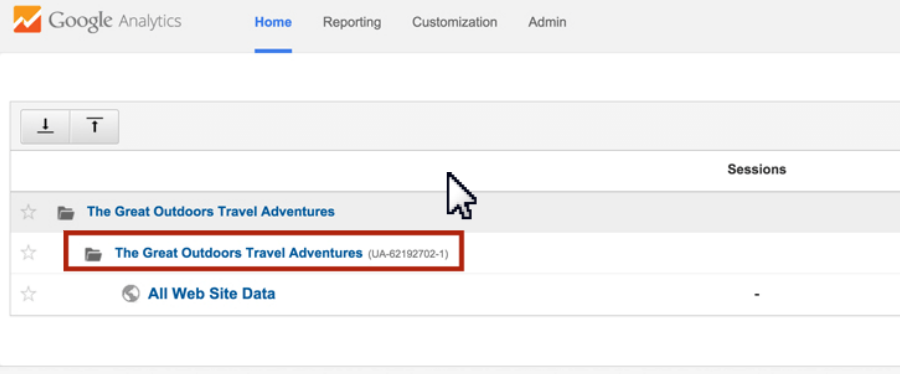 Google Analytics Home Reporting Customization Admin
Sessions
The Great Outdoors Travel Adventures
The Great Outdoors Travel Adventures (UA-62192702-1)
All Web Site Data -